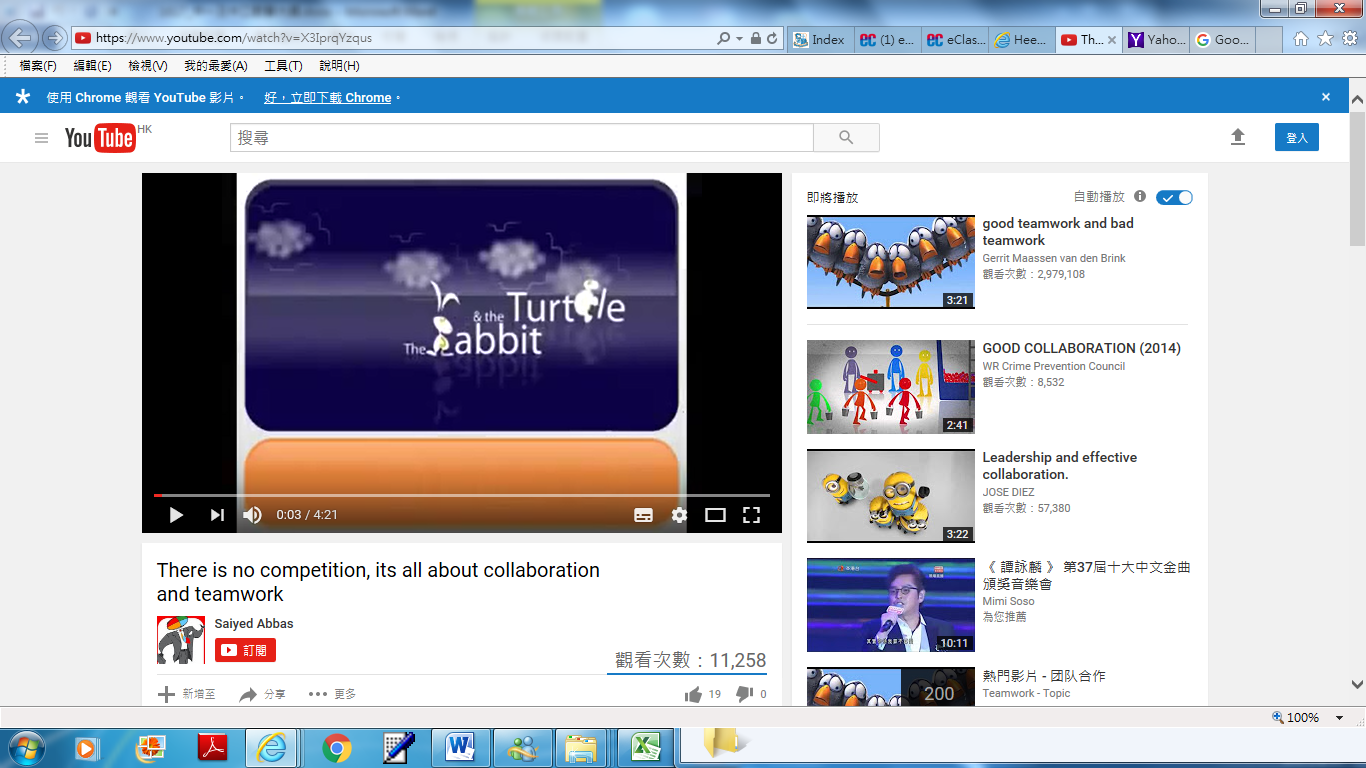 https://www.youtube.com/watch?v=X3IprqYzqus
Index
(1) e...
eClas...
Hee...
Th...
Yaho...
Goo...
檔案(F) 編輯(E) 檢視(V) 我的最愛(A) 工具(T) 說明(H)
使用 Chrome 觀看 YouTube 影片。 好，立即下載 Chrome。
YouTube HK
搜尋
登入
& the Turtle
The Rabbit
0:03 / 4:21
There is no competition, its all about collaboration
and teamwork
Saiyed Abbas
訂閱
觀看次數：11,258
新增至 分享 更多
19 0
即將播放 自動播放
good teamwork and bad
teamwork
Gerrit Maassen van den Brink
觀看次數：2,979,108
3:21
GOOD COLLABORATION (2014)
WR Crime Prevention Council
觀看次數：8,532
2:41
Leadership and effective
collaboration.
JOSE DIEZ
觀看次數：57,380
3:22
《 譚詠麟 》 第37屆十大中文金曲
頒獎音樂會
Mimi Soso
為您推薦
10:11
熱門影片 - 团队合作
Teamwork - Topic
200
100%